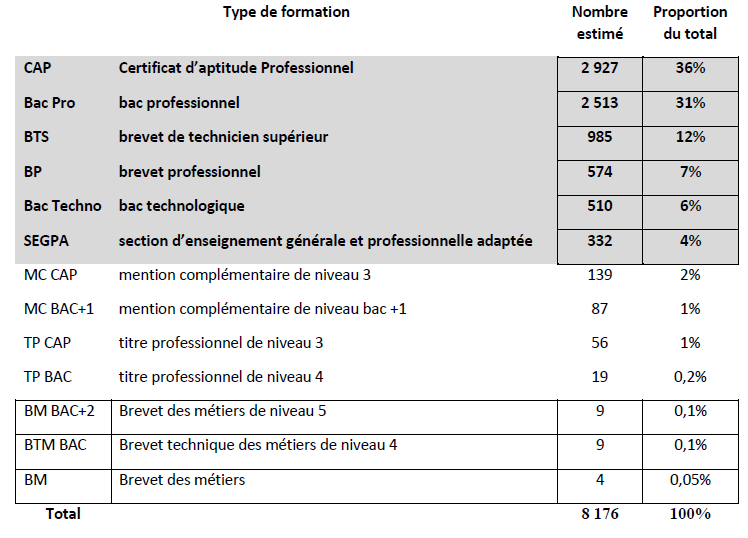 Type de formation Nombre estimé Proportion du total
CAP Certificat d’aptitude Professionnel 2 927 36%
Bac Pro bac professionnel 2 513 31%
BTS brevet de technicien supérieur 985 12%
BP brevet professionnel 574 7%
Bac Techno bac technologique 510 6%
SEGPA section d’enseignement générale et professionnelle adaptée 332 4%
MC CAP mention complémentaire de niveau 3 139 2%
MC BAC+1 mention complémentaire de niveau bac +1 87 1%
TP CAP titre professionnel de niveau 3 56 1%
TP BAC titre professionnel de niveau 4 19 0,2%
BM BAC+2 Brevet des métiers de niveau 5 9 0,1%
BTM BAC Brevet technique des métiers de niveau 4 9 0,1%
BM Brevet des métiers 4 0,05%
Total 8 176 100%